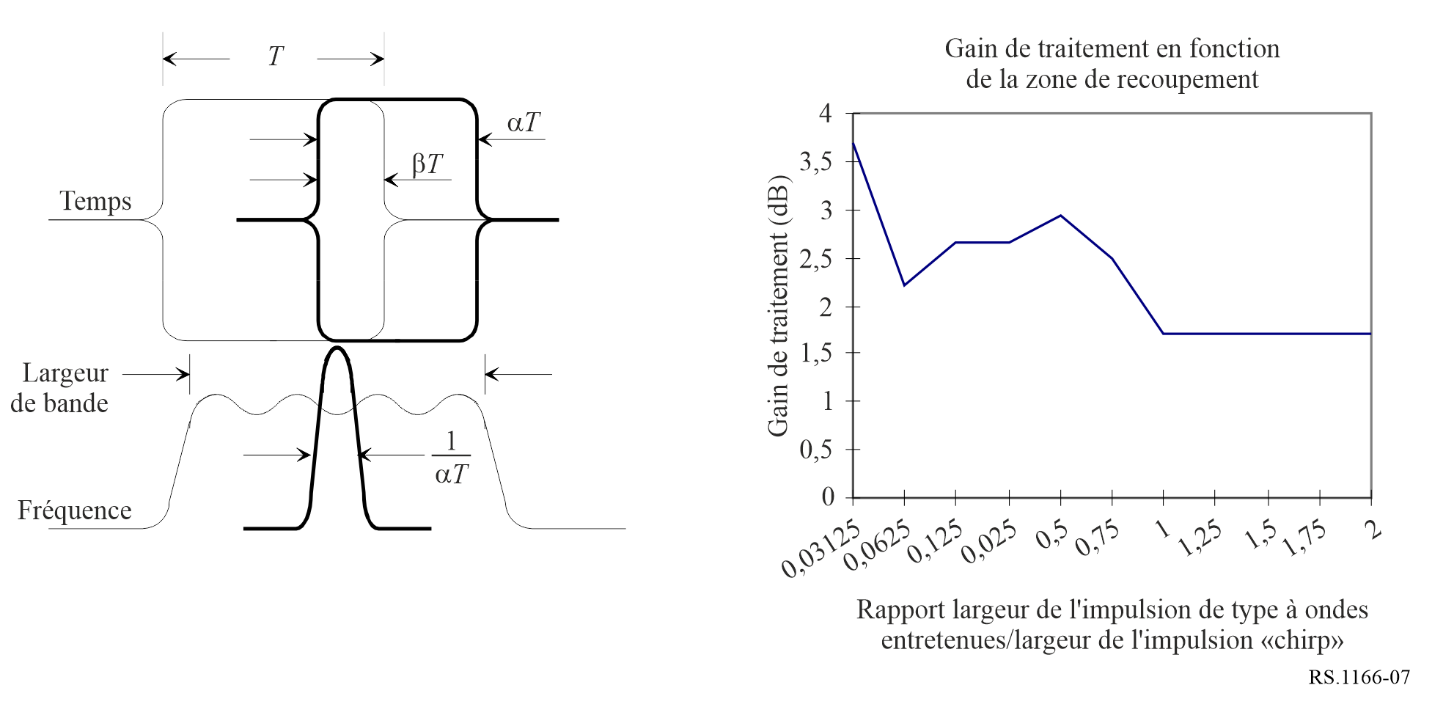 T
αT
βT
Temps
Largeur
de bande
1
αT
Fréquence
Gain de traitement en fonction
de la zone de recoupement
Gain de traitement (dB)
4
3,5
3
2,5
2
1,5
1
0,5
0
0,03125
0,0625
0,125
0,025
0,5
0,75
1
1,25
1,5
1,75
2
Rapport largeur de l'impulsion de type à ondes
entretenues/largeur de l'impulsion «chirp»
RS.1166-07